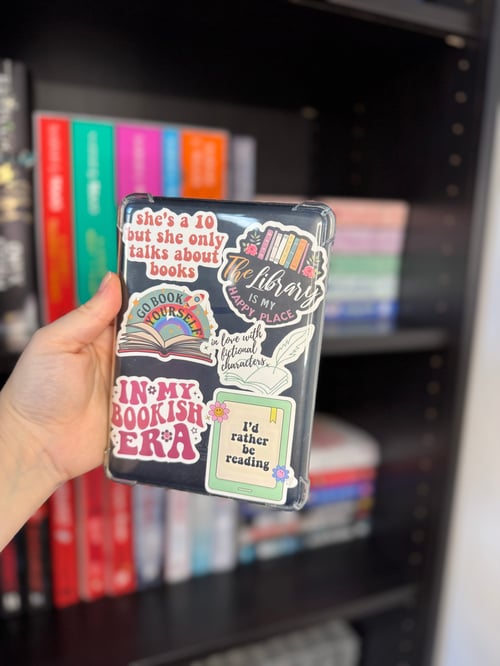 she's a 10
but she only
talks about
books
The Library
IS MY
HAPPY PLACE
GO BOOK
YOURSELF
in love with
fictional
characters
IN MY
BOOKISH
ERA
I'd
rather
be
reading